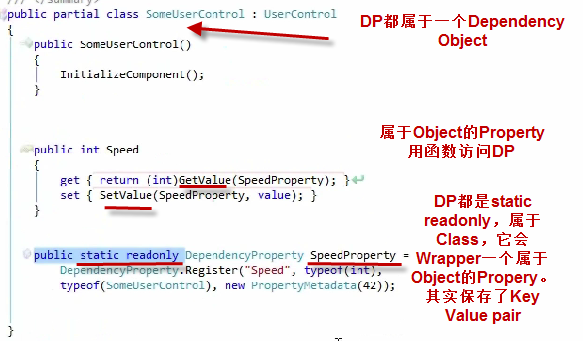 /// </summary>
public partial class SomeUserControl : UserControl
{
public SomeUserControl()
{
InitializeComponent();
}
public int Speed
{
get { return (int)GetValue(SpeedProperty); }
set { SetValue(SpeedProperty, value); }
}
public static readonly DependencyProperty SpeedProperty =
DependencyProperty.Register("Speed", typeof(int),
typeof(SomeUserControl), new PropertyMetadata(42));
}
DP都属于一个Dependency
Object
属于Object的Property
用函数访问DP
DP都是static
readonly，属于
Class，它会
Wrapper一个属于
Object的Propery。
其实保存了Key
Value pair